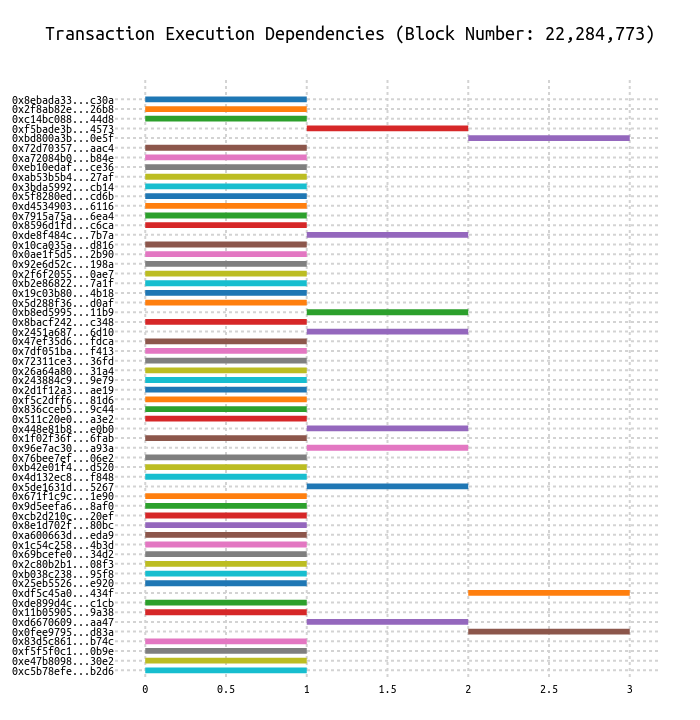 Transaction Execution Dependencies (Block Number: 22,284,773)
0x8ebada33...c30a
0x2f8ab82e...26b8
0xc14bc088...44d8
0xf5bade3b...4573
0xbd800a3b...0e5f
0x72d70357...aac4
0xa72084b0...b84e
0xeb10edaf...ce36
0xab53b5b4...27af
0x3bda5992...cb14
0x5f8280ed...cd6b
0xd4534903...6116
0x7915a75a...6ea4
0x8596d1fd...c6ca
0xde8f484c...7b7a
0x10ca035a...d816
0x0ae1f5d5...2b90
0x92e6d52c...198a
0x2f6f2055...0ae7
0xb2e86822...7a1f
0x19c03b80...4b18
0x5d288f36...d0af
0xb8ed5995...11b9
0x8bacf242...c348
0x2451a687...6d10
0x47ef35d6...fdca
0x7df051ba...f413
0x72311ce3...36fd
0x26a64a80...31a4
0x243884c9...9e79
0x2d1f12a3...ae19
0xf5c2dff6...81d6
0x836cceb5...9c44
0x511c20e0...a3e2
0x448e81b8...e0b0
0x1f02f36f...6fab
0x96e7ac30...a93a
0x76bee7ef...06e2
0xb42e01f4...d520
0x4d132ec8...f848
0x5de1631d...5267
0x671f1c9c...1e90
0x9d5eefa6...8af0
0xcb2d210c...20ef
0x8e1d702f...80bc
0xa600663d...eda9
0x1c54c258...4b3d
0x69bcefe0...34d2
0x2c80b2b1...08f3
0xb038c238...95f8
0x25eb5526...e920
0xdf5c45a0...434f
0xde899d4c...c1cb
0x11b05905...9a38
0xd6670609...aa47
0x0fee9795...d83a
0x83d5c861...b74c
0xf5f5f0c1...0b9e
0xe47b8098...30e2
0xc5b78efe...b2d6
0 0.5 1 1.5 2 2.5 3